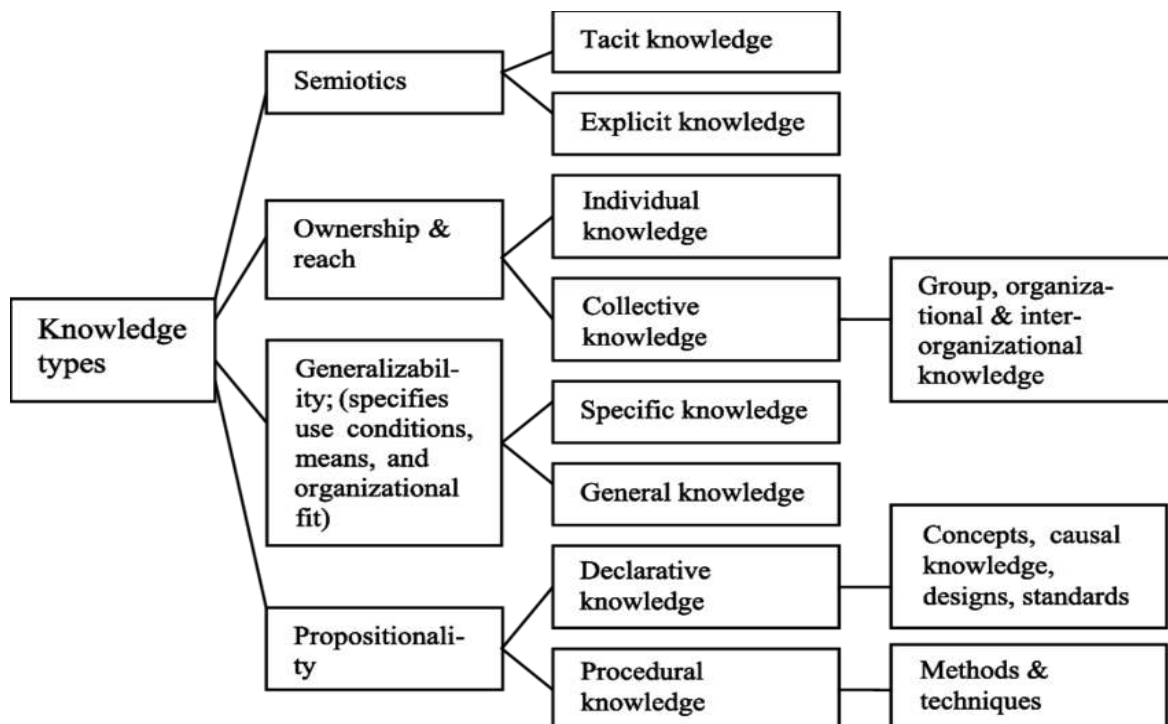 Knowledge
types
Semiotics
Tacit knowledge
Explicit knowledge
Ownership &
reach
Individual
knowledge
Collective
knowledge
Group, organiza-
tional & inter-
organizational
knowledge
Generalizabil-
ity; (specifies
use conditions,
means, and
organizational
fit)
Specific knowledge
General knowledge
Propositionali-
ty
Declarative
knowledge
Concepts, causal
knowledge,
designs, standards
Procedural
knowledge
Methods &
techniques